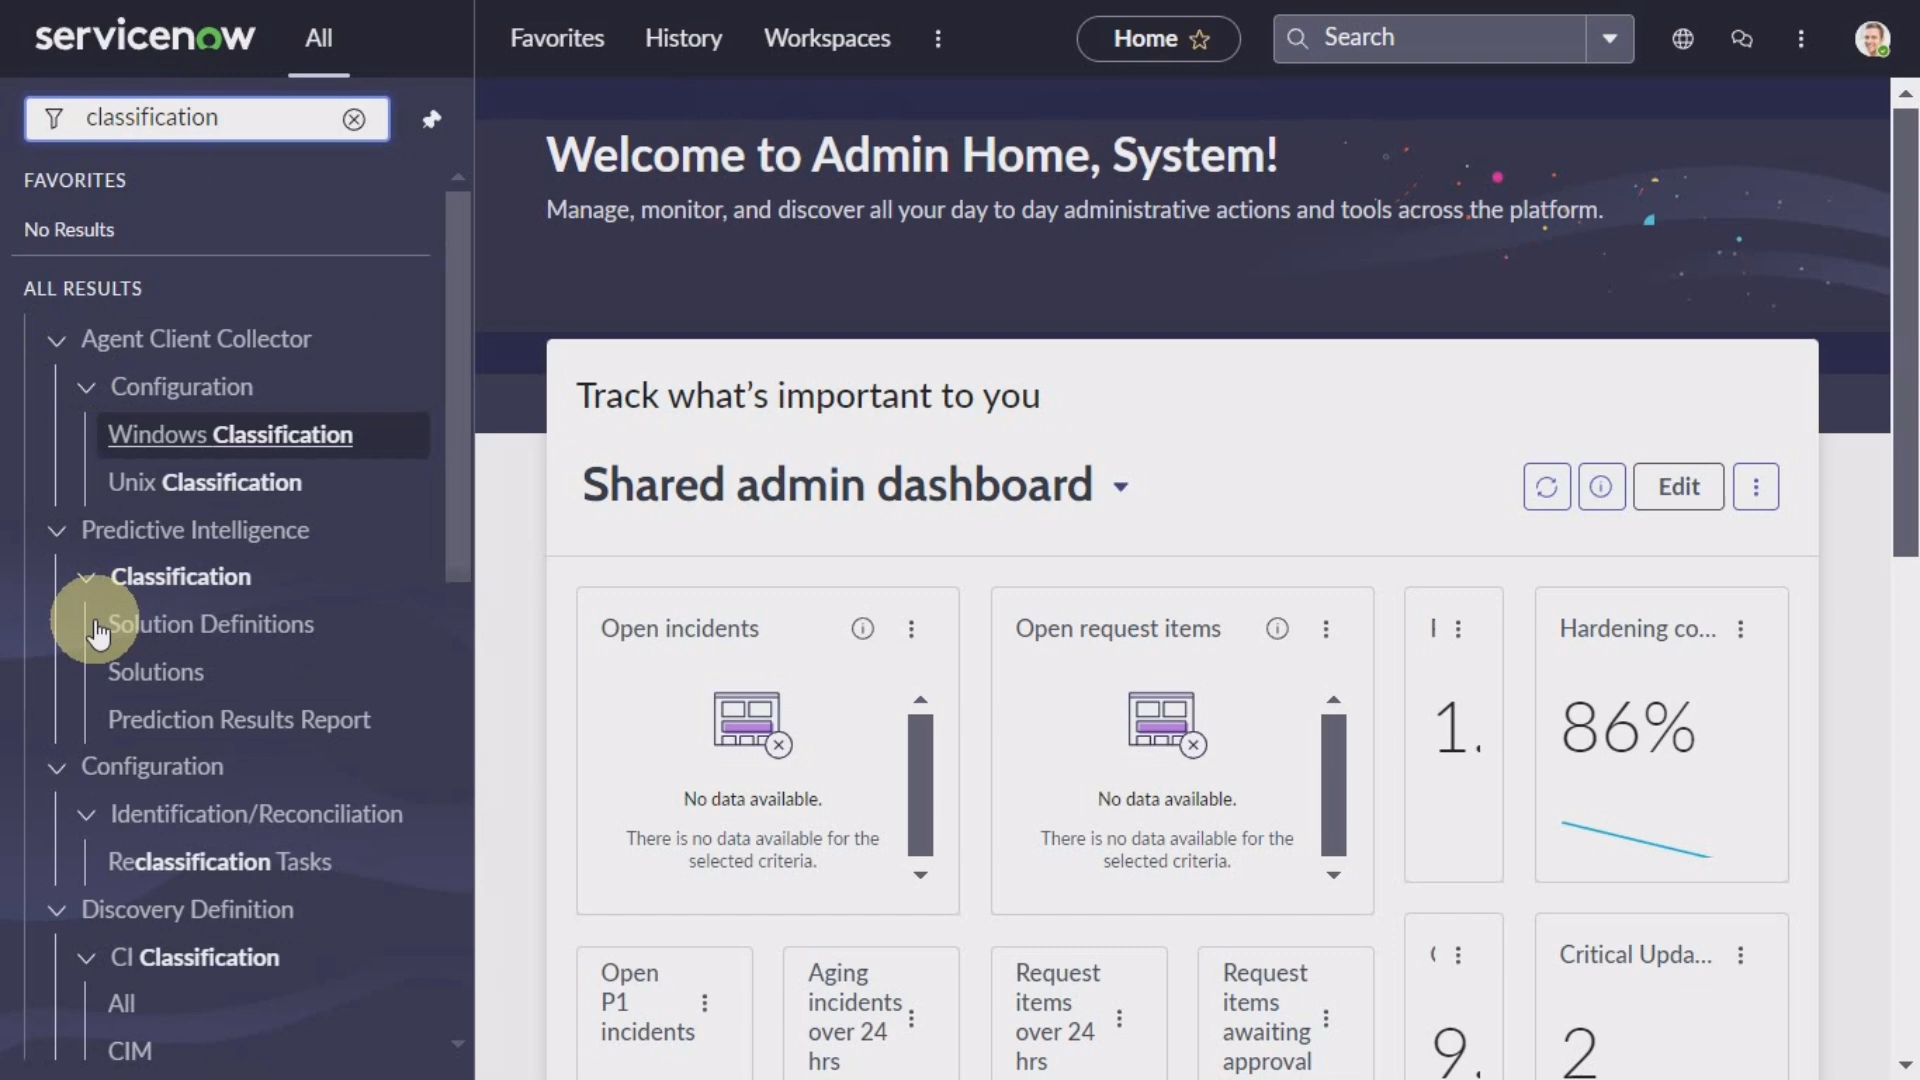 servicenow
All
Favorites
History
Workspaces
Home
Search
classification
FAVORITES
No Results
ALL RESULTS
Agent Client Collector
Configuration
Windows Classification
Unix Classification
Predictive Intelligence
Classification
Solution Definitions
Solutions
Prediction Results Report
Configuration
Identification/Reconciliation
Reclassification Tasks
Discovery Definition
CI Classification
All
CIM
Welcome to Admin Home, System!
Manage, monitor, and discover all your day to day administrative actions and tools across the platform.
Track what's important to you
Shared admin dashboard
Edit
Open incidents
No data available.
There is no data available for the
selected criteria.
Open request items
No data available.
There is no data available for the
selected criteria.
1.
Hardening co...
86%
Open
P1
incidents
Aging
incidents
over 24
hrs
Request
items
over 24
hrs
Request
items
awaiting
approval
9.
Critical Upda...
2